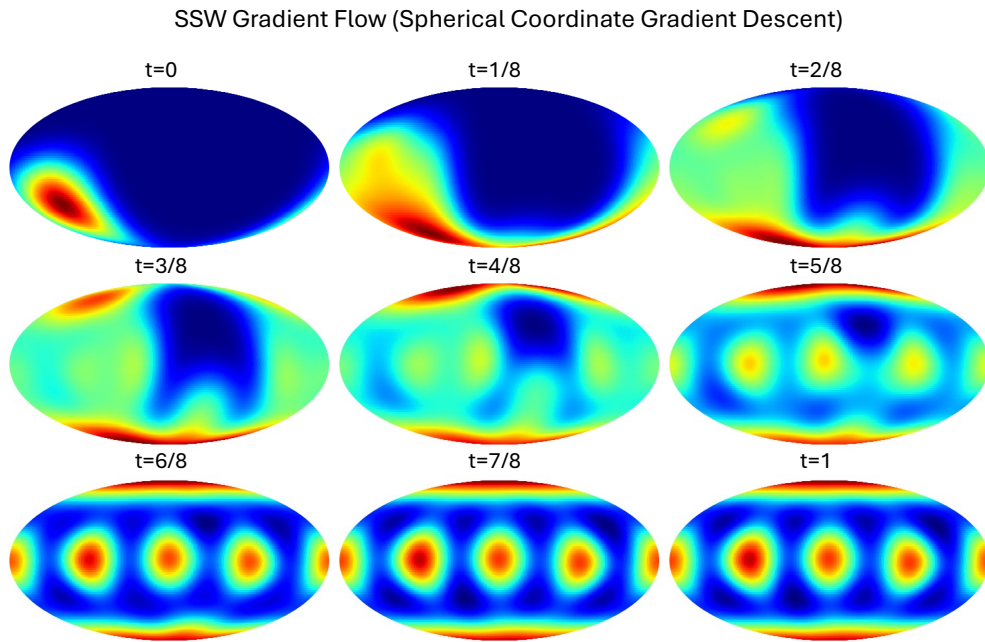 SSW Gradient Flow (Spherical Coordinate Gradient Descent)
t=0 t=1/8 t=2/8
t=3/8 t=4/8 t=5/8
t=6/8 t=7/8 t=1